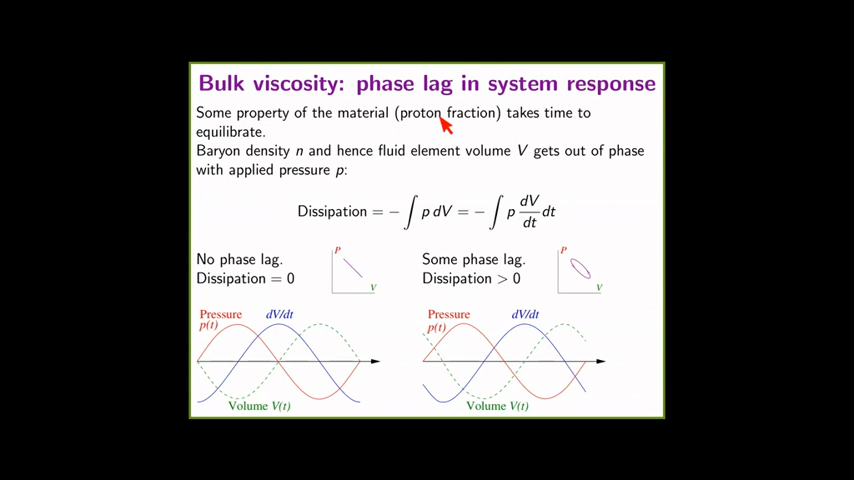 Bulk viscosity: phase lag in system response
Some property of the material (proton fraction) takes time to
equilibrate.
Baryon density n and hence fluid element volume V gets out of phase
with applied pressure p:
Dissipation = − ∫ p dV = − ∫ p dV/dt dt
No phase lag.
Dissipation = 0
P
V
Some phase lag.
Dissipation > 0
P
V
Pressure
p(t)
dV/dt
Volume V(t)
Pressure
p(t)
dV/dt
Volume V(t)